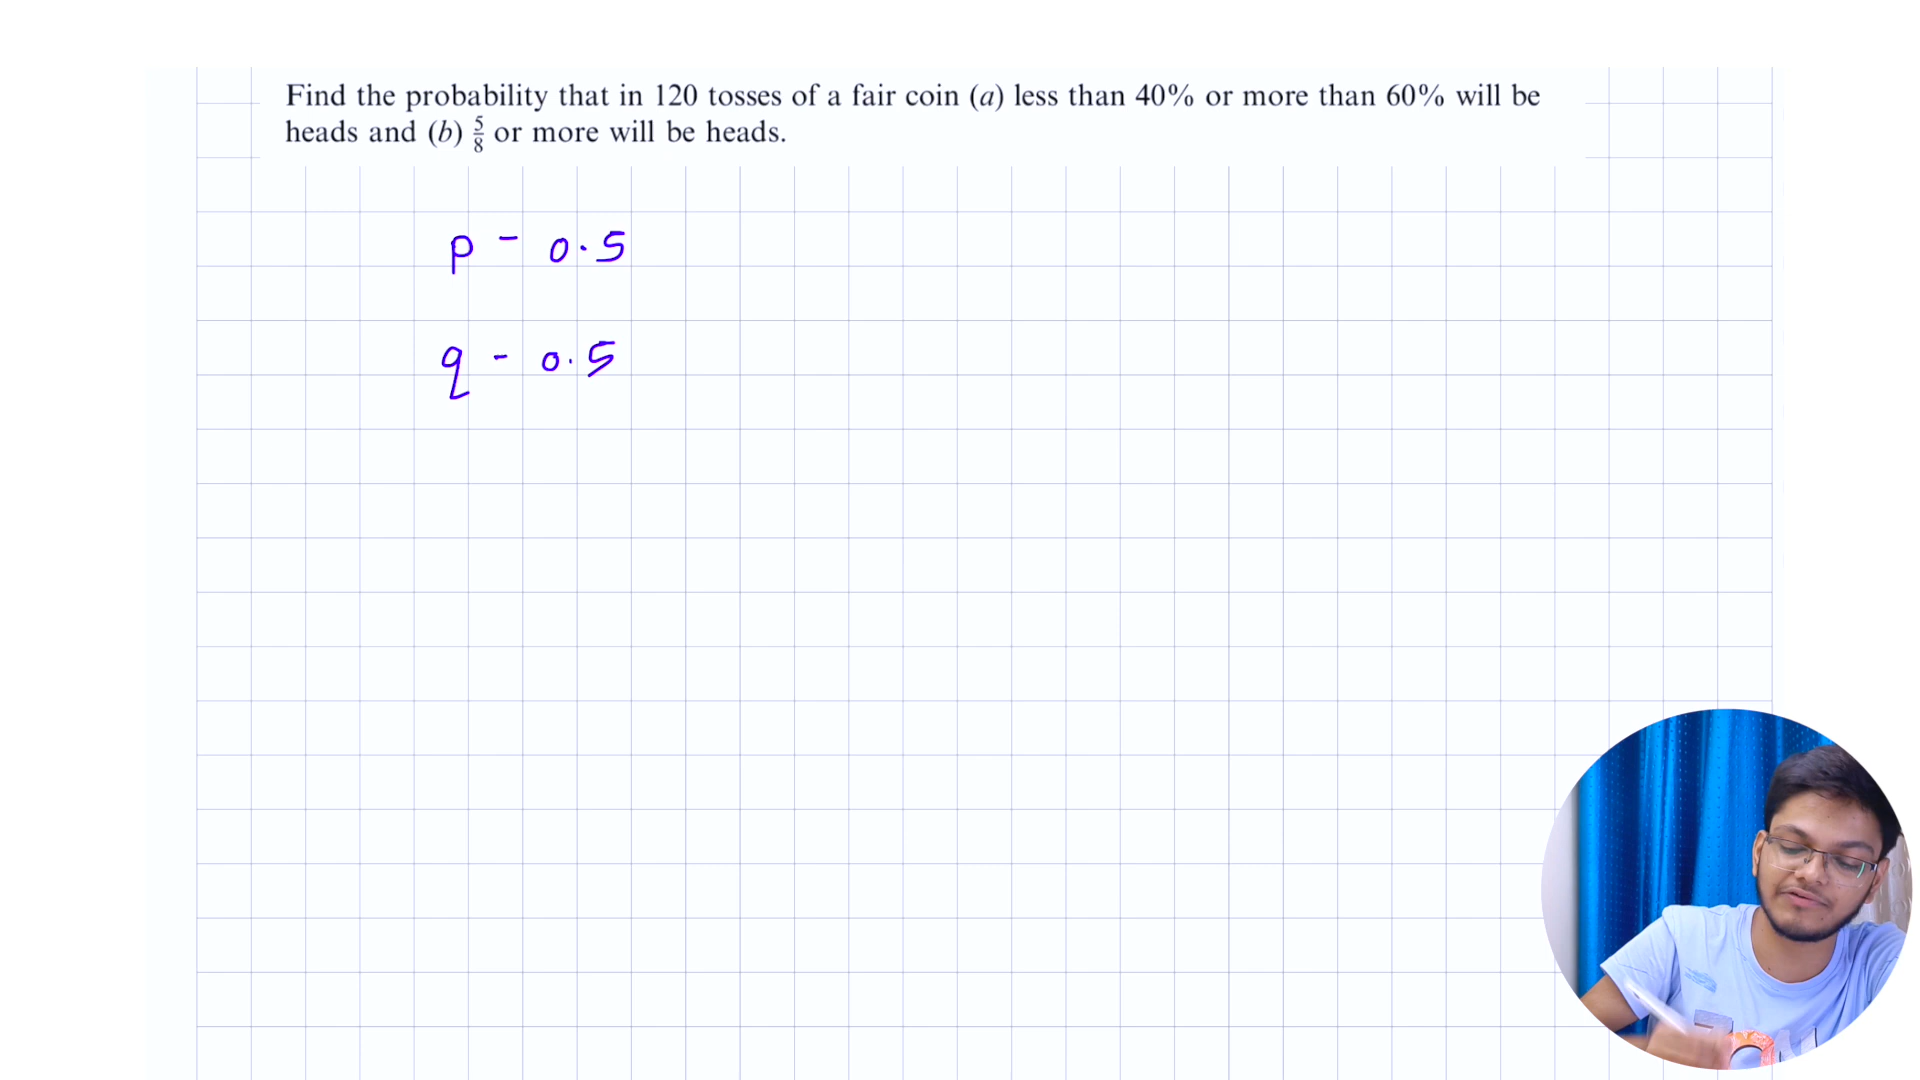 Find the probability that in 120 tosses of a fair coin (a) less than 40% or more than 60% will be
heads and (b) 5/8 or more will be heads.
p - 0.5
q - 0.5